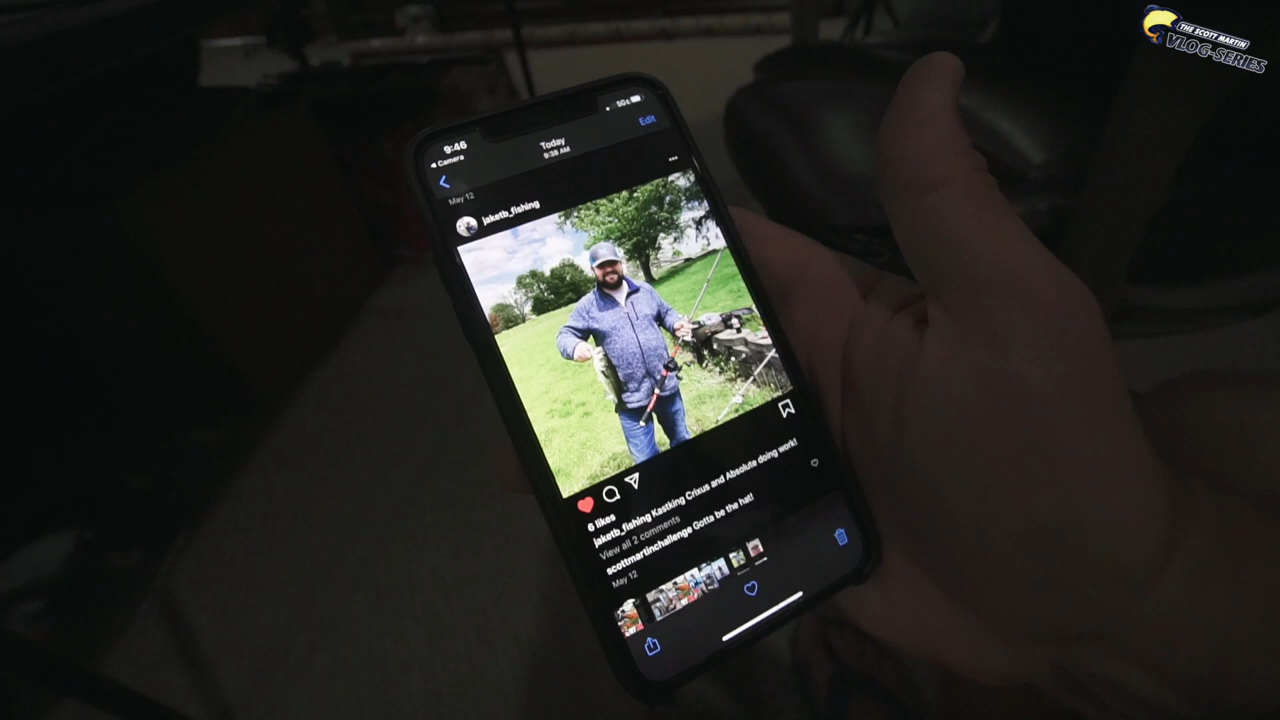 THE SCOTT MARTIN
VLOG-SERIES
9:46
5GE
Camera
Today
9:38 AM
Edit
May 12
jaketb_fishing
6 likes
jaketb_fishing Kastking Crixus and Absolute doing work!
View all 2 comments
scottmartinchallenge Gotta be the hat!
May 12